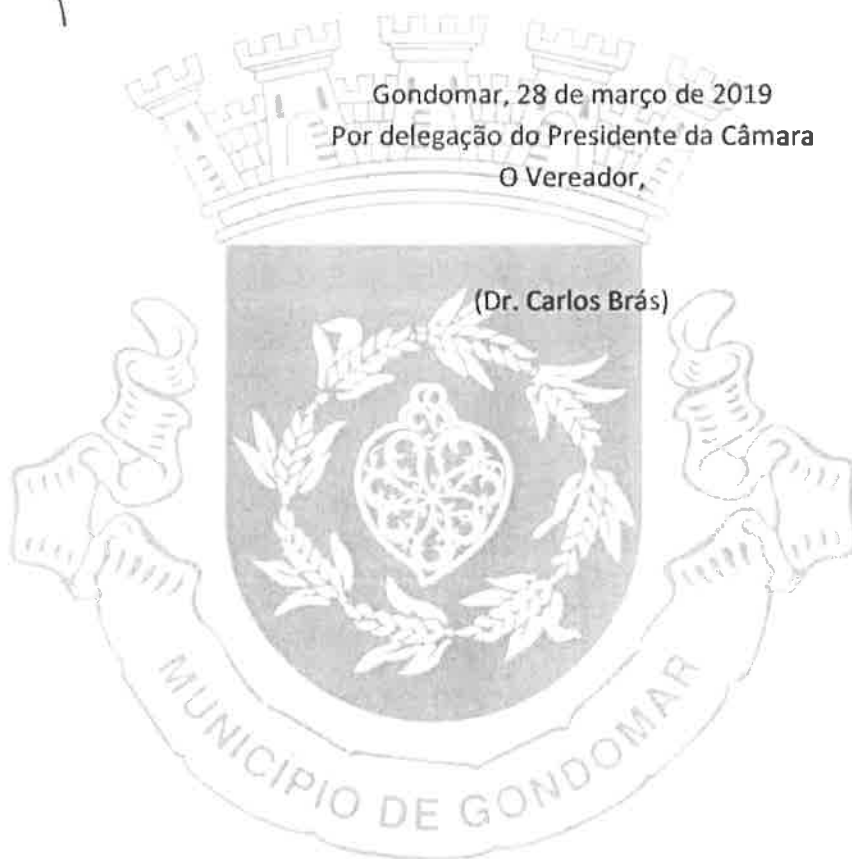 Gondomar, 28 de março de 2019
Por delegação do Presidente da Câmara
O Vereador,
(Dr. Carlos Brás)
MUNICIPIO DE GONDOMAR